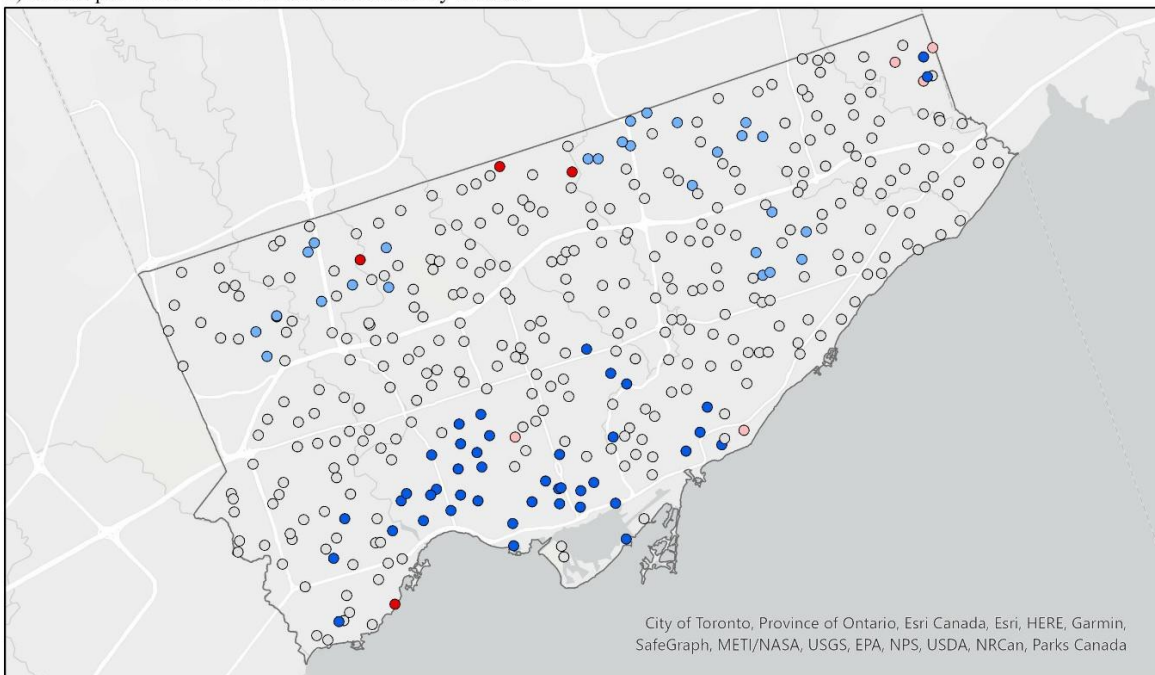 City of Toronto, Province of Ontario, Esri Canada, Esri, HERE, Garmin,
SafeGraph, METI/NASA, USGS, EPA, NPS, USDA, NRCan, Parks Canada